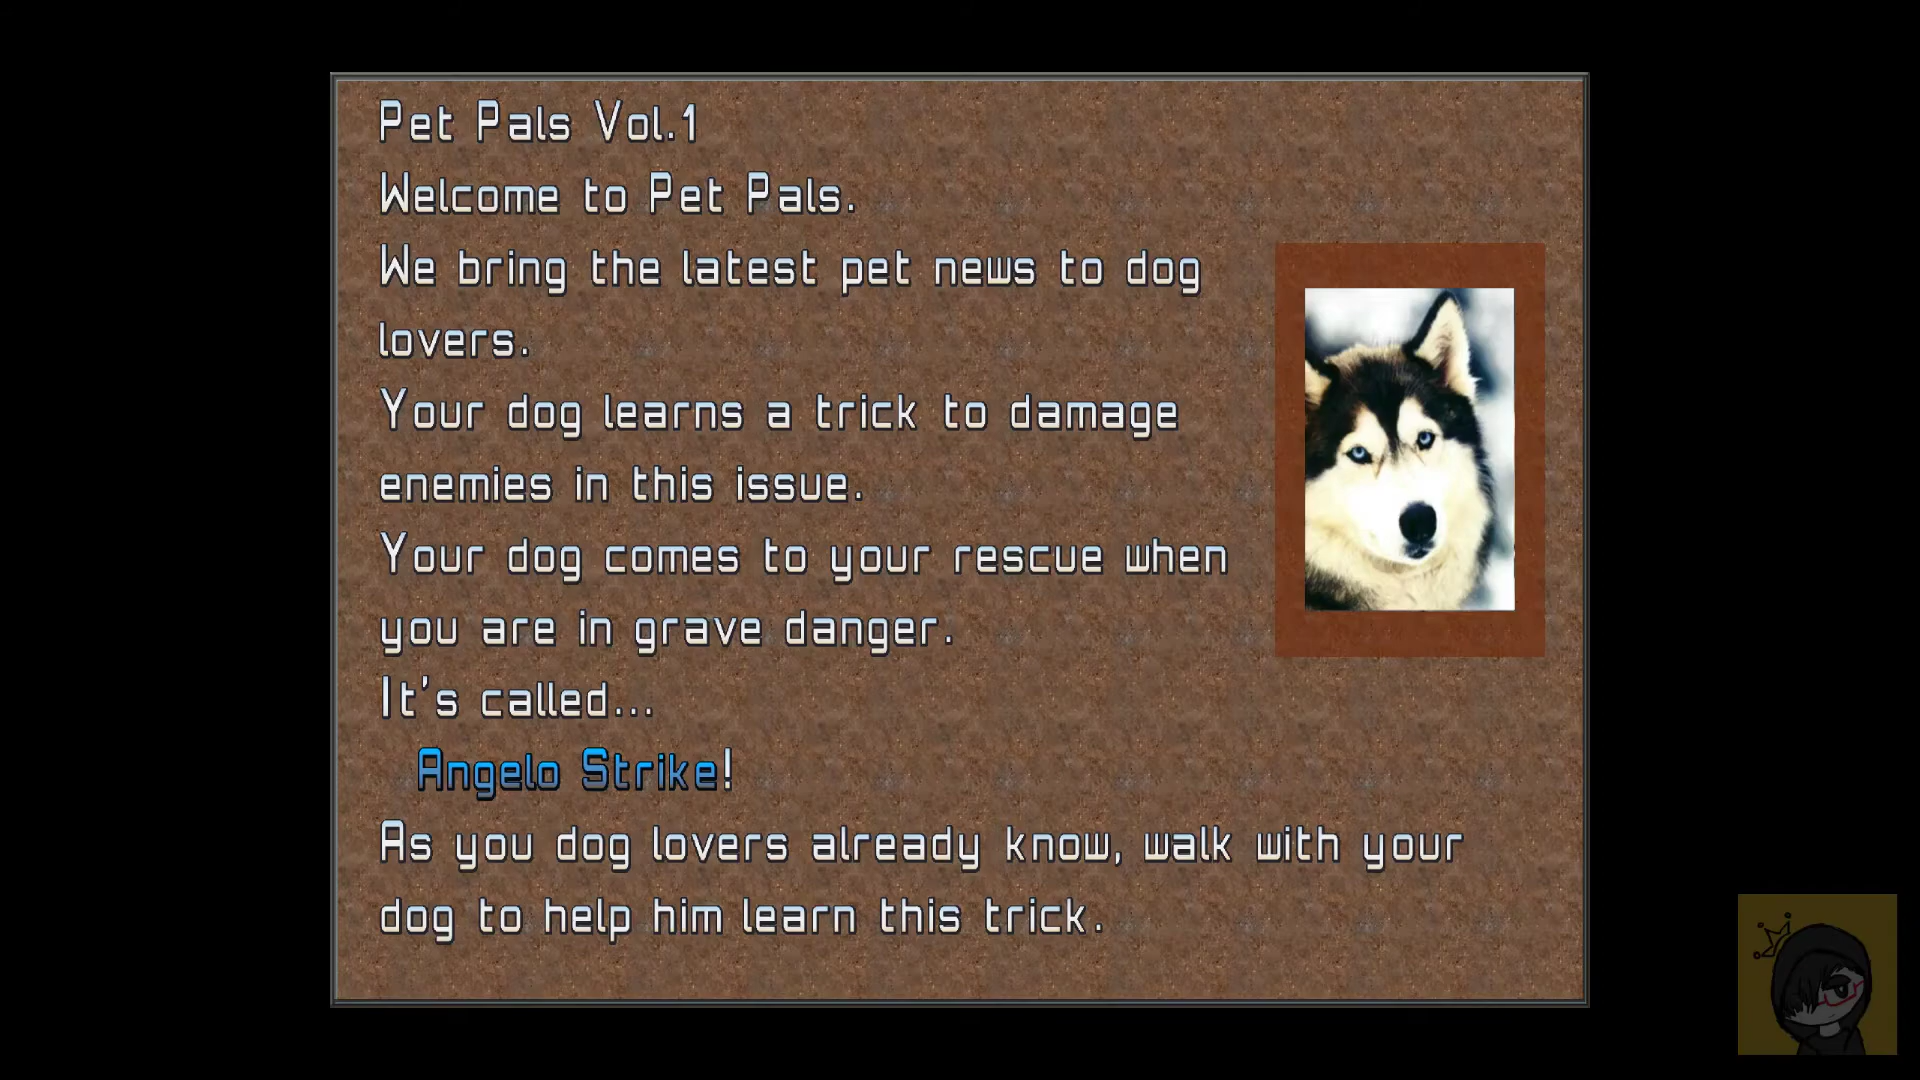 Pet Pals Vol.1
Welcome to Pet Pals.
We bring the latest pet news to dog
lovers.
Your dog learns a trick to damage
enemies in this issue.
Your dog comes to your rescue when
you are in grave danger.
It's called...
Angelo Strike!
As you dog lovers already know, walk with your
dog to help him learn this trick.